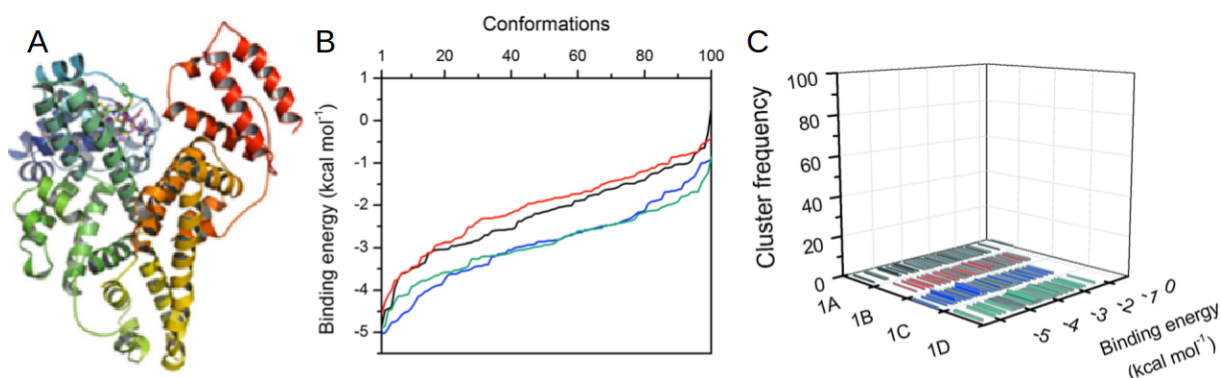 A
B
Conformations
1 20 40 60 80 100
1
0
-1
-2
-3
-4
-5
Binding energy (kcal mol⁻¹)
C
100
80
60
40
20
0
Cluster frequency
1A
1B
1C
1D
-5
-4
-3
-2
-1
0
Binding energy
(kcal mol⁻¹)